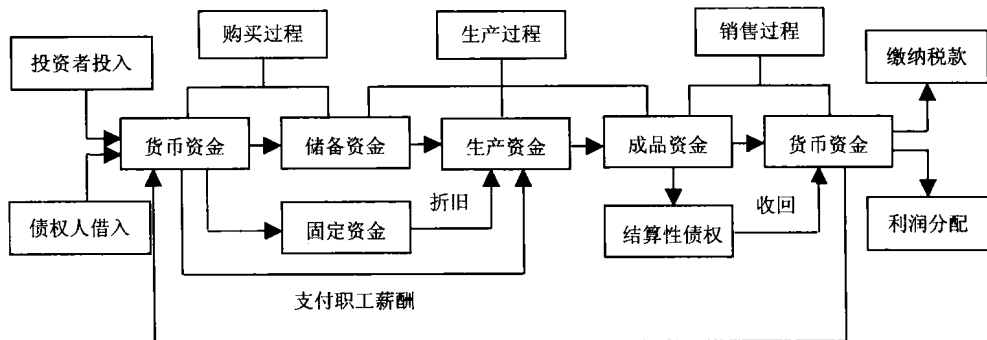 购买过程
生产过程
销售过程
投资者投入
缴纳税款
货币资金
储备资金
生产资金
成品资金
货币资金
折旧
收回
债权人借入
固定资金
结算性债权
利润分配
支付职工薪酬